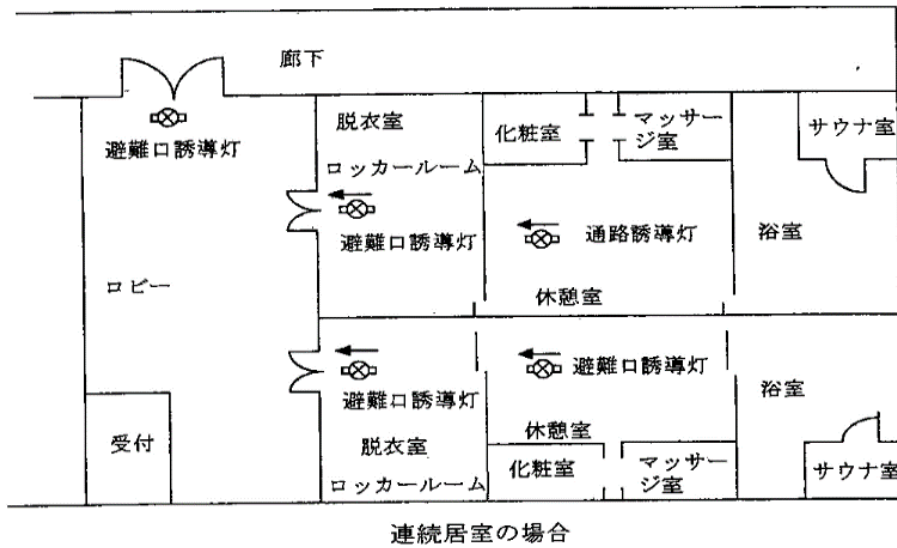 廊下
避難口誘導灯
脱衣室
ロッカールーム
避難口誘導灯
化粧室
マッサー
ジ室
サウナ室
通路誘導灯
浴室
休憩室
ロビー
受付
避難口誘導灯
脱衣室
ロッカールーム
避難口誘導灯
休憩室
化粧室
マッサー
ジ室
浴室
サウナ室
連続居室の場合